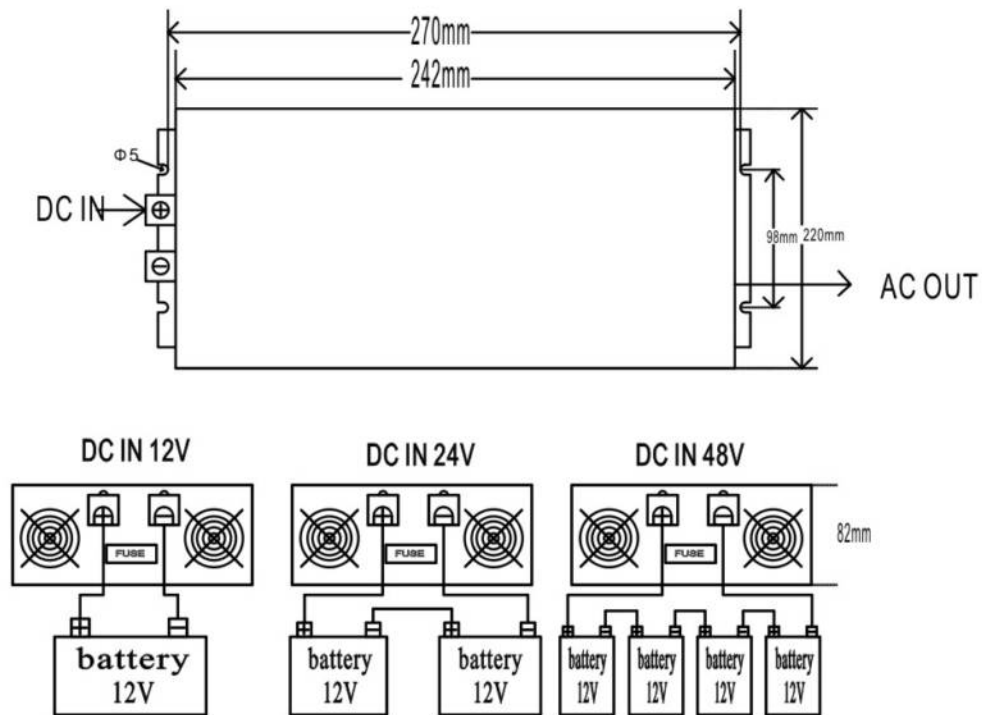 270mm
242mm
Φ5
DC IN
⊕
⊖
98mm 220mm
AC OUT
DC IN 12V
DC IN 24V
DC IN 48V
FUSE
FUSE
FUSE
82mm
battery
12V
battery
12V
battery
12V
battery
12V
battery
12V
battery
12V
battery
12V